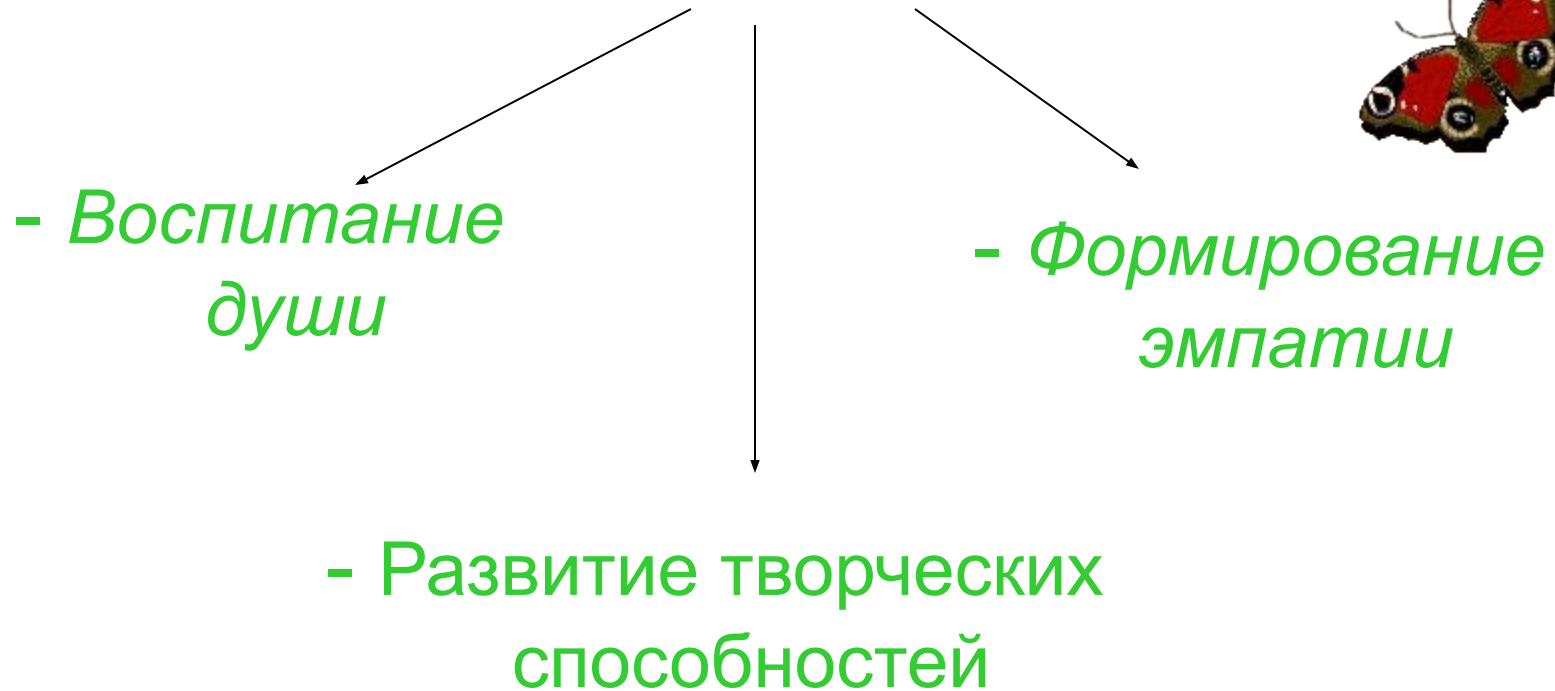 - Воспитание
души
- Формирование
эмпатии
- Развитие творческих
способностей